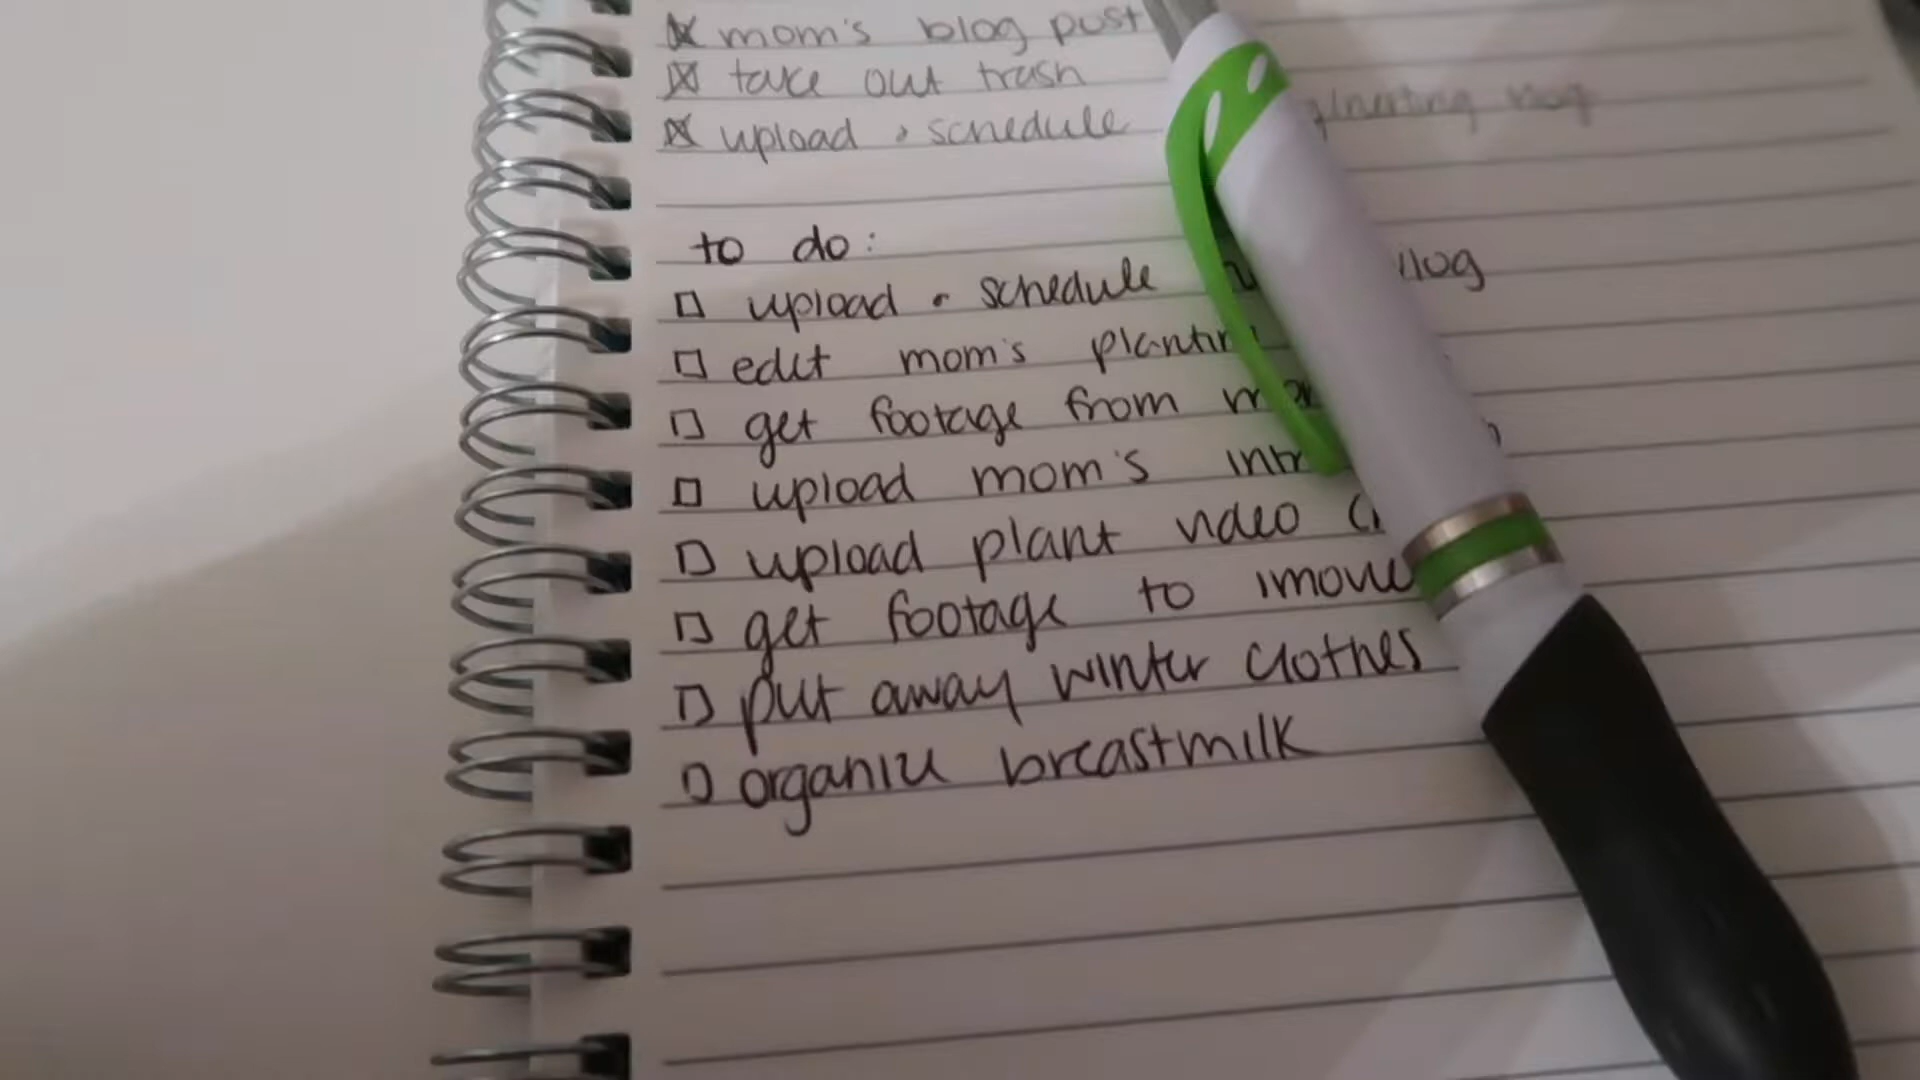 mom's blog post
take out trash
upload + schedule
to do:
upload + schedule vlog
edit mom's
get footage from
upload mom's
upload plant video
get footage to imovie
put away winter clothes
organize breastmilk